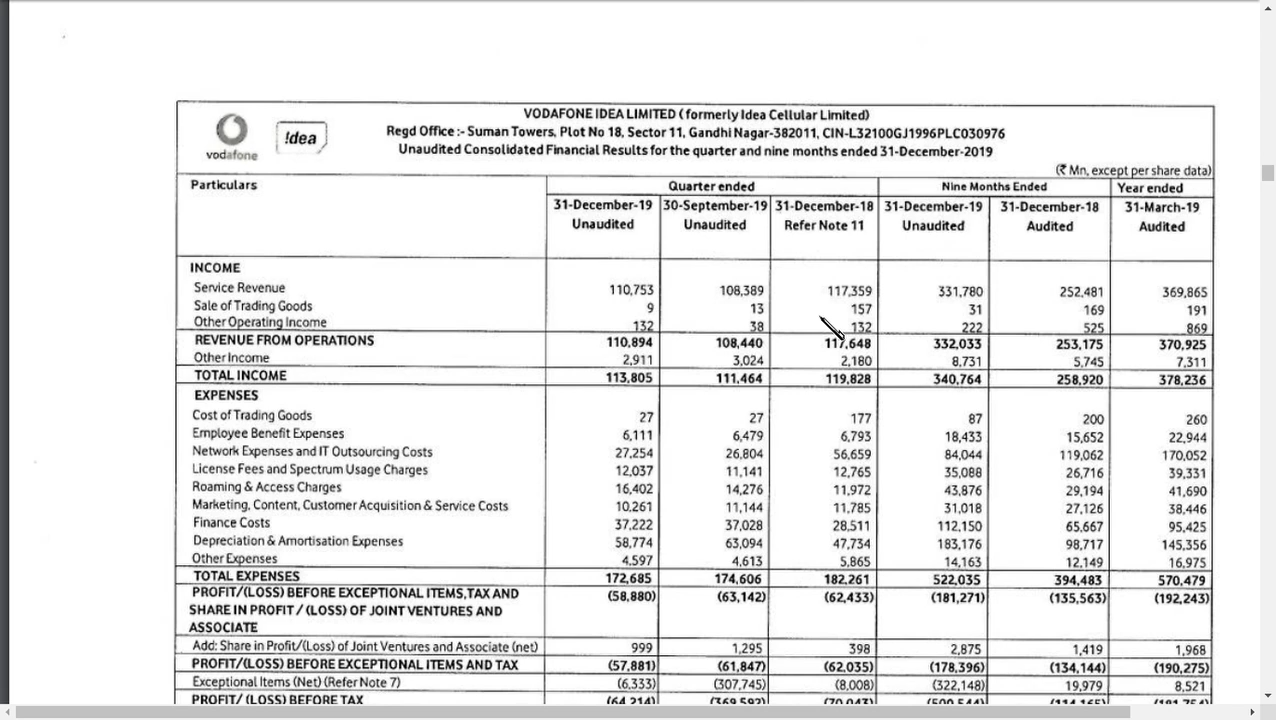 VODAFONE IDEA LIMITED (formerly Idea Cellular Limited)
Regd Office :- Suman Towers, Plot No 18, Sector 11, Gandhi Nagar-382011, CIN-L32100GJ1996PLC030976
Unaudited Consolidated Financial Results for the quarter and nine months ended 31-December-2019
vodafone
!dea
(₹ Mn, except per share data)
Particulars Quarter ended Nine Months Ended Year ended
31-December-19 30-September-19 31-December-18 31-December-19 31-December-18 31-March-19
Unaudited Unaudited Refer Note 11 Unaudited Audited Audited
INCOME
Service Revenue 110,753 108,389 117,359 331,780 252,481 369,865
Sale of Trading Goods 9 13 157 31 169 191
Other Operating Income 132 38 132 222 525 869
REVENUE FROM OPERATIONS 110,894 108,440 117,648 332,033 253,175 370,925
Other Income 2,911 3,024 2,180 8,731 5,745 7,311
TOTAL INCOME 113,805 111,464 119,828 340,764 258,920 378,236
EXPENSES
Cost of Trading Goods 27 27 177 87 200 260
Employee Benefit Expenses 6,111 6,479 6,793 18,433 15,652 22,944
Network Expenses and IT Outsourcing Costs 27,254 26,804 56,659 84,044 119,062 170,052
License Fees and Spectrum Usage Charges 12,037 11,141 12,765 35,088 26,716 39,331
Roaming & Access Charges 16,402 14,276 11,972 43,876 29,194 41,690
Marketing, Content, Customer Acquisition & Service Costs 10,261 11,144 11,785 31,018 27,126 38,446
Finance Costs 37,222 37,028 28,511 112,150 65,667 95,425
Depreciation & Amortisation Expenses 58,774 63,094 47,734 183,176 98,717 145,356
Other Expenses 4,597 4,613 5,865 14,163 12,149 16,975
TOTAL EXPENSES 172,685 174,606 182,261 522,035 394,483 570,479
PROFIT/(LOSS) BEFORE EXCEPTIONAL ITEMS,TAX AND (58,880) (63,142) (62,433) (181,271) (135,563) (192,243)
SHARE IN PROFIT / (LOSS) OF JOINT VENTURES AND
ASSOCIATE
Add: Share in Profit/(Loss) of Joint Ventures and Associate (net) 999 1,295 398 2,875 1,419 1,968
PROFIT/(LOSS) BEFORE EXCEPTIONAL ITEMS AND TAX (57,881) (61,847) (62,035) (178,396) (134,144) (190,275)
Exceptional Items (Net) (Refer Note 7) (6,333) (307,745) (8,008) (322,148) 19,979 8,521
PROFIT/ (LOSS) BEFORE TAX (64,214) (369,592) (70,043) (500,544) (114,165) (181,754)